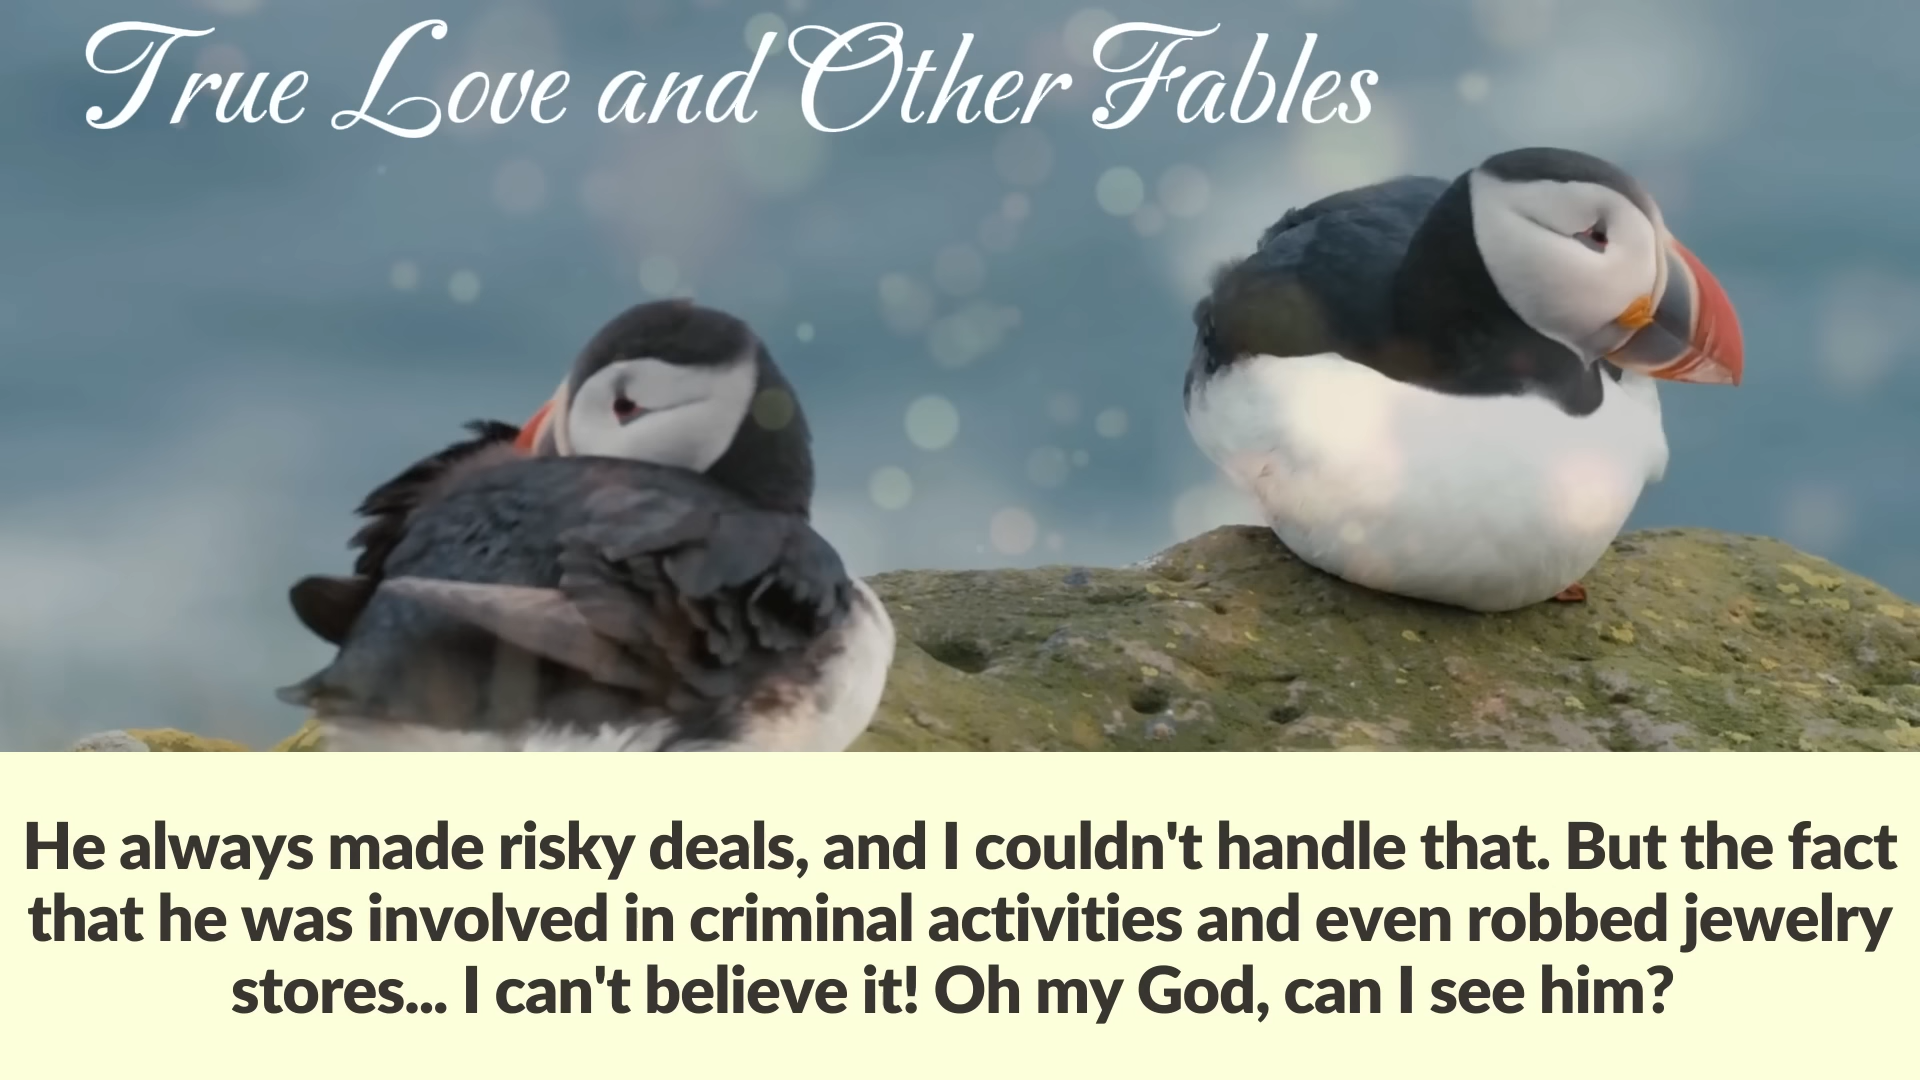 True Love and Other Fables
He always made risky deals, and I couldn't handle that. But the fact
that he was involved in criminal activities and even robbed jewelry
stores... I can't believe it! Oh my God, can I see him?